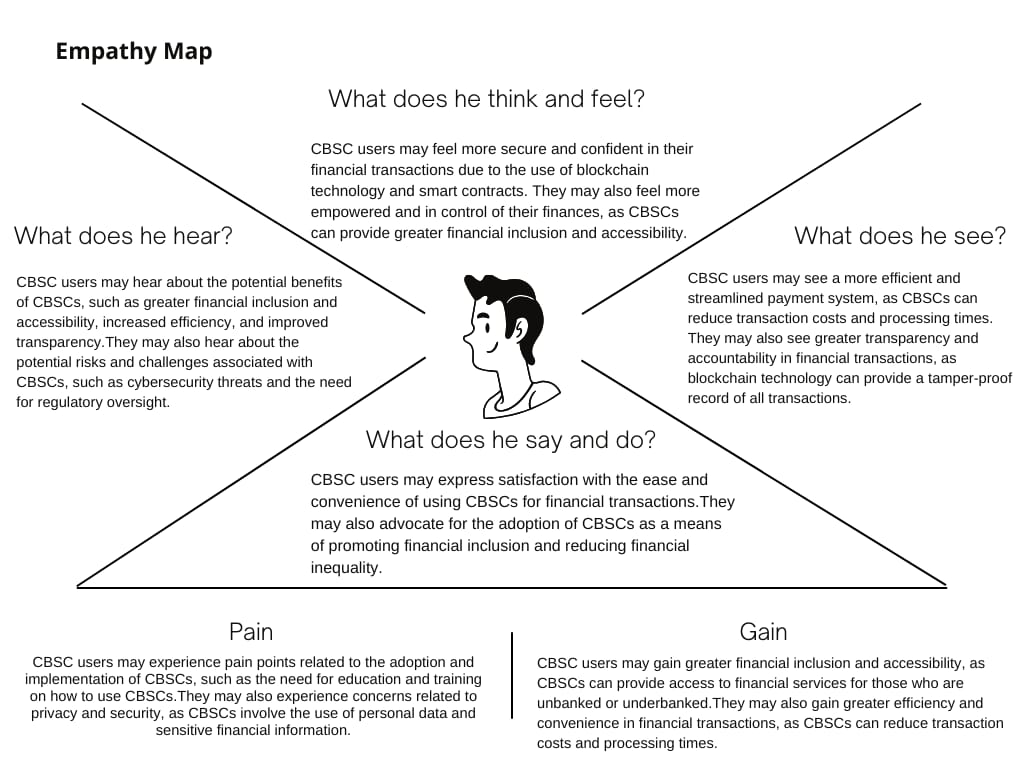 Empathy Map
What does he think and feel?
CBSC users may feel more secure and confident in their
financial transactions due to the use of blockchain
technology and smart contracts. They may also feel more
empowered and in control of their finances, as CBSCs
can provide greater financial inclusion and accessibility.
What does he hear?
CBSC users may hear about the potential benefits
of CBSCs, such as greater financial inclusion and
accessibility, increased efficiency, and improved
transparency.They may also hear about the
potential risks and challenges associated with
CBSCs, such as cybersecurity threats and the need
for regulatory oversight.
What does he see?
CBSC users may see a more efficient and
streamlined payment system, as CBSCs can
reduce transaction costs and processing times.
They may also see greater transparency and
accountability in financial transactions, as
blockchain technology can provide a tamper-proof
record of all transactions.
What does he say and do?
CBSC users may express satisfaction with the ease and
convenience of using CBSCs for financial transactions.They
may also advocate for the adoption of CBSCs as a means
of promoting financial inclusion and reducing financial
inequality.
Pain
CBSC users may experience pain points related to the adoption and
implementation of CBSCs, such as the need for education and training
on how to use CBSCs.They may also experience concerns related to
privacy and security, as CBSCs involve the use of personal data and
sensitive financial information.
Gain
CBSC users may gain greater financial inclusion and accessibility, as
CBSCs can provide access to financial services for those who are
unbanked or underbanked.They may also gain greater efficiency and
convenience in financial transactions, as CBSCs can reduce transaction
costs and processing times.